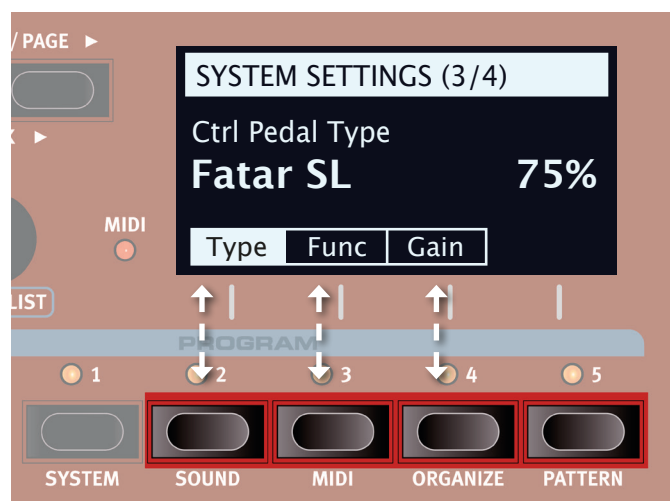 / PAGE ►
SYSTEM SETTINGS (3/4)
Ctrl Pedal Type
Fatar SL 75%
MIDI
Type Func Gain
LIST
PROGRAM
1 2 3 4 5
SYSTEM SOUND MIDI ORGANIZE PATTERN